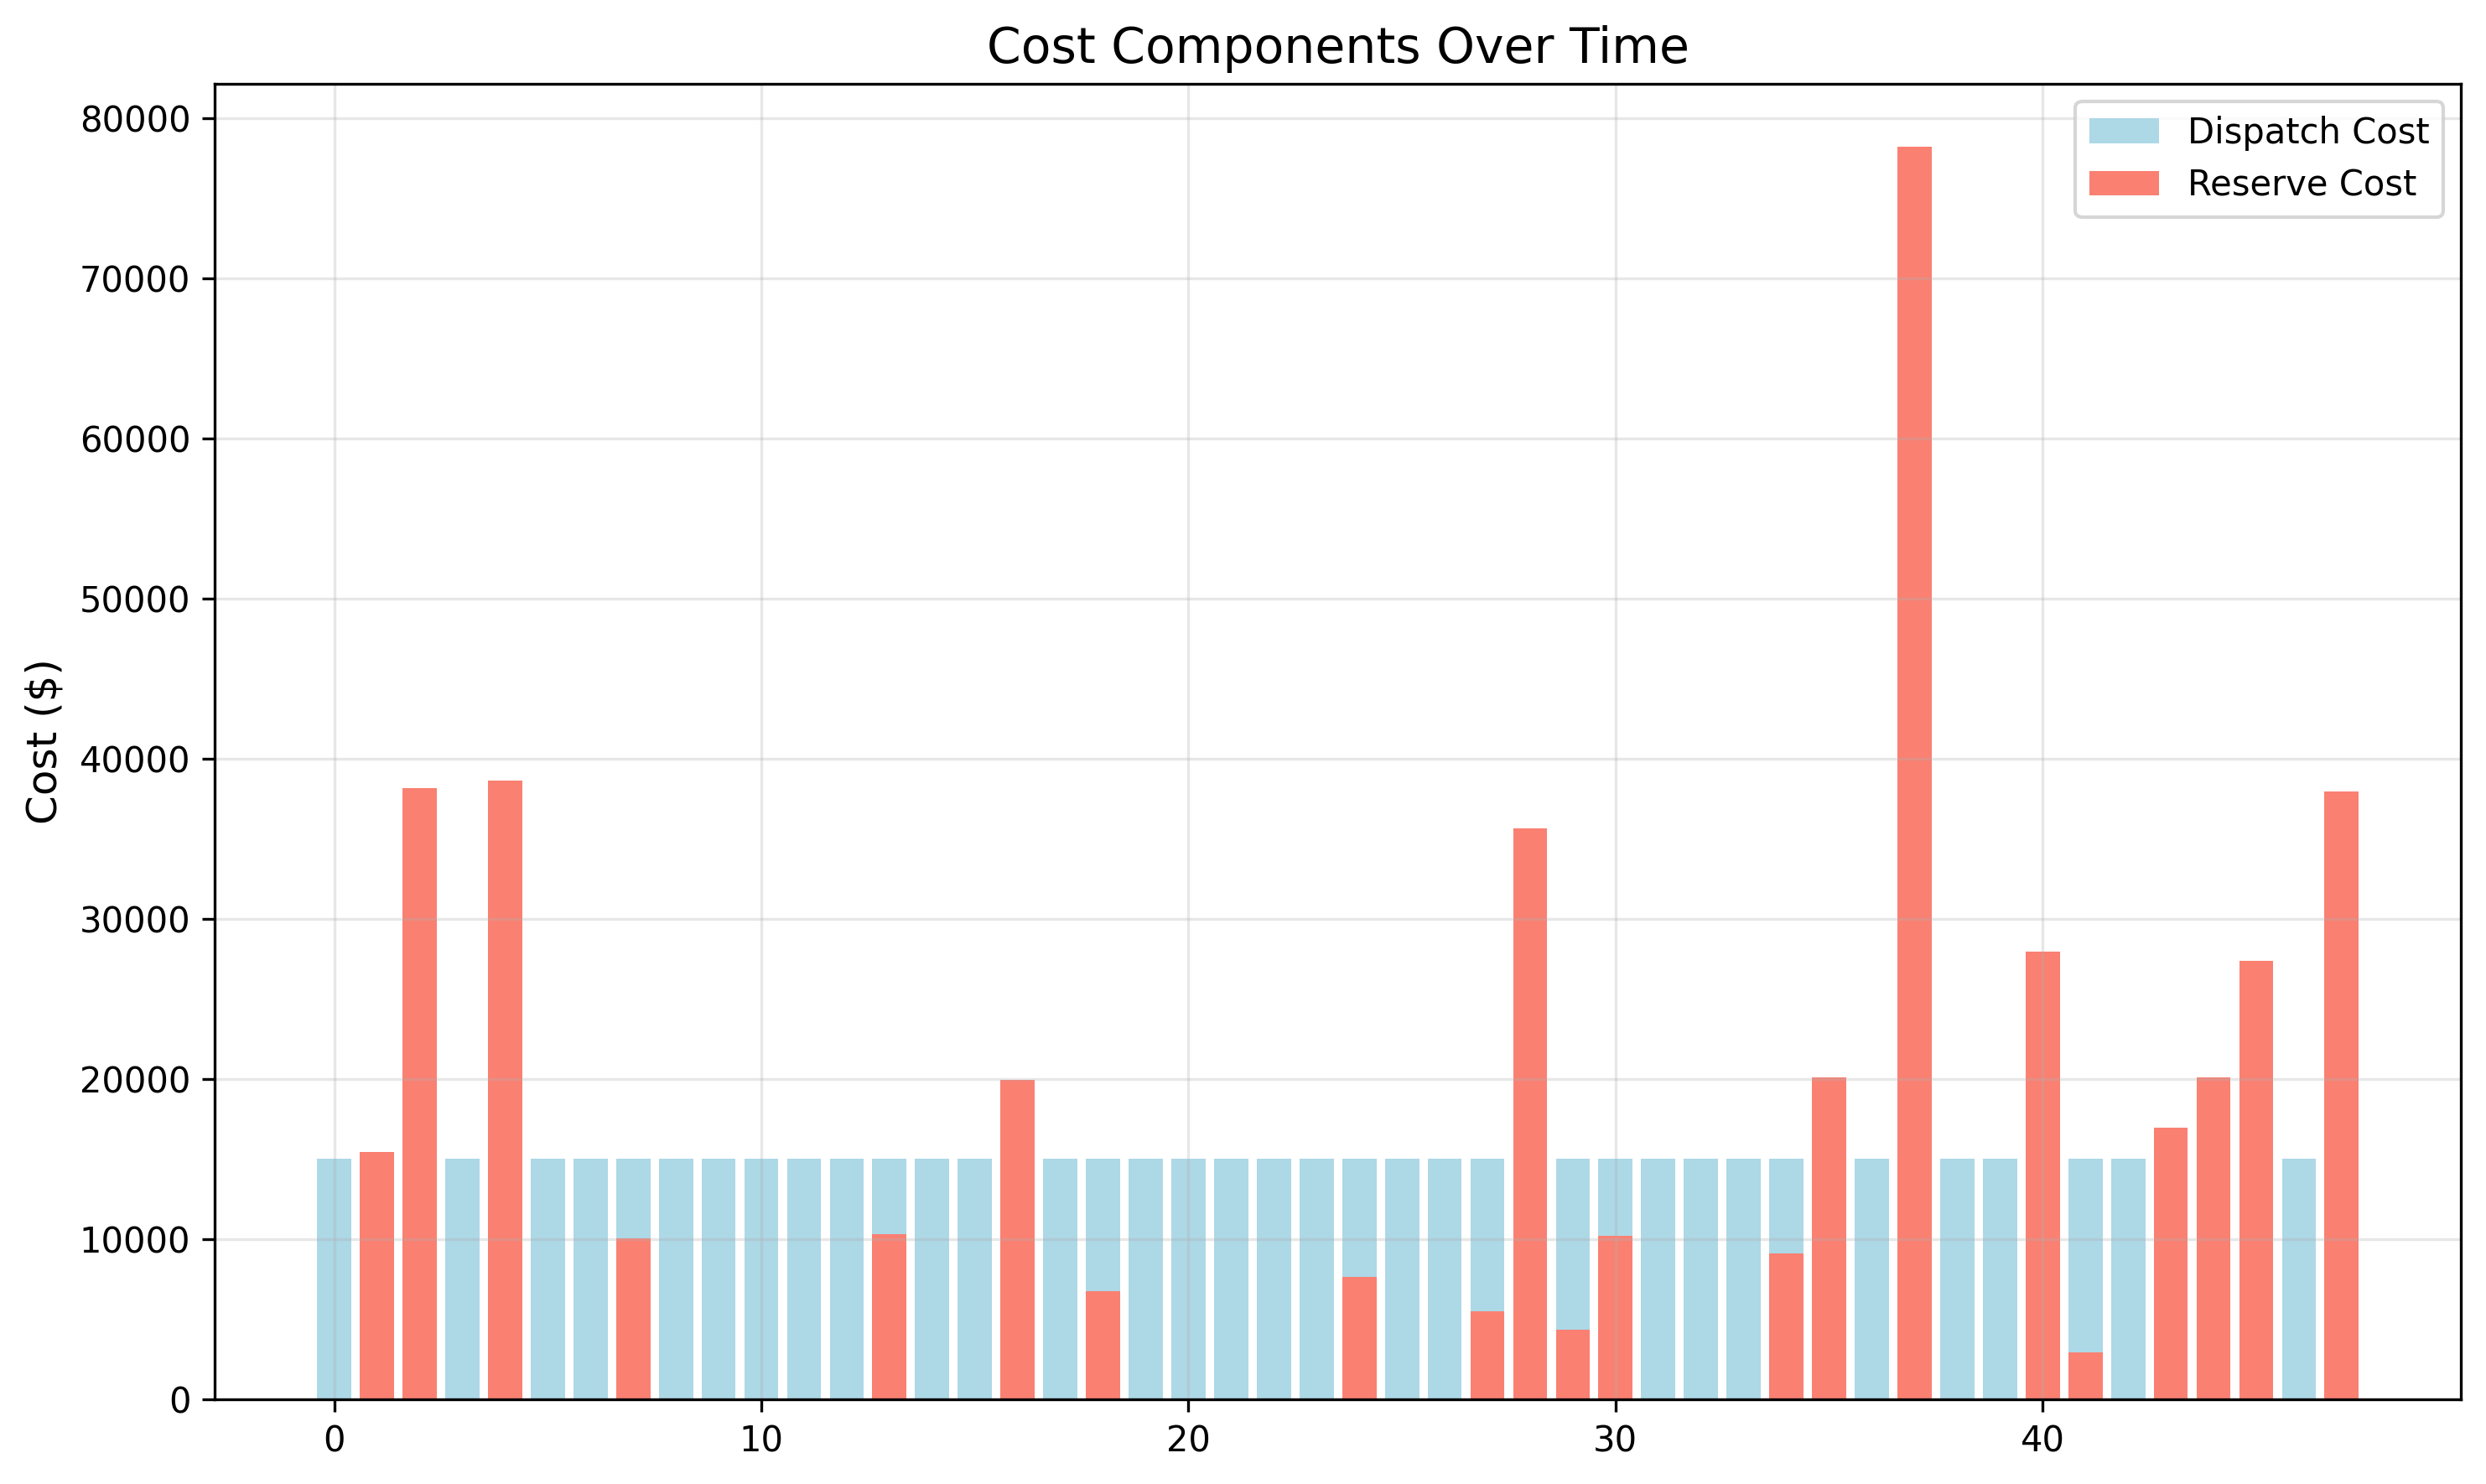 Cost Components Over Time
Dispatch Cost
Reserve Cost
Cost ($)
80000
70000
60000
50000
40000
30000
20000
10000
0
0 10 20 30 40